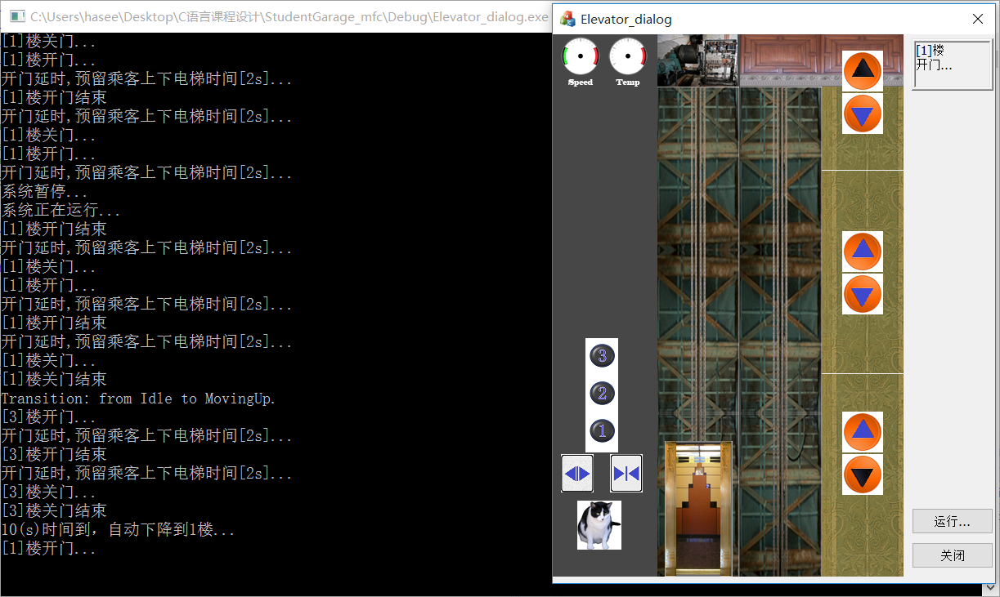 C:\Users\hasee\Desktop\C语言课程设计\StudentGarage_mfc\Debug\Elevator_dialog.exe
[1]楼关门...
[1]楼开门...
开门延时,预留乘客上下电梯时间[2s]...
[1]楼开门结束
开门延时,预留乘客上下电梯时间[2s]...
[1]楼关门...
[1]楼开门...
开门延时,预留乘客上下电梯时间[2s]...
系统暂停...
系统正在运行...
[1]楼开门结束
开门延时,预留乘客上下电梯时间[2s]...
[1]楼关门...
[1]楼开门...
开门延时,预留乘客上下电梯时间[2s]...
[1]楼开门结束
开门延时,预留乘客上下电梯时间[2s]...
[1]楼关门...
[1]楼关门结束
Transition: from Idle to MovingUp.
[3]楼开门...
开门延时,预留乘客上下电梯时间[2s]...
[3]楼开门结束
开门延时,预留乘客上下电梯时间[2s]...
[3]楼关门...
[3]楼关门结束
10(s)时间到，自动下降到1楼...
[1]楼开门...
Elevator_dialog
Speed
Temp
[1]楼
开门...
3
2
1
运行...
关闭